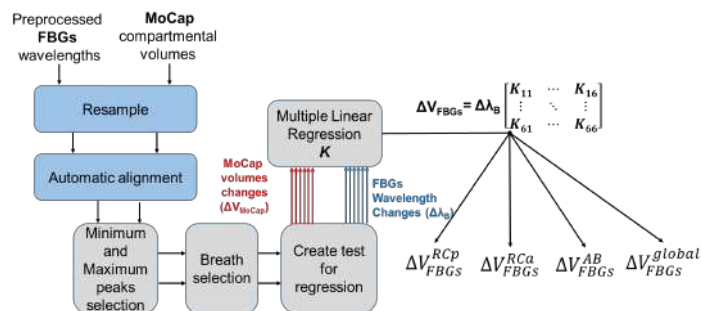 Preprocessed
FBGs
wavelengths
MoCap
compartmental
volumes
Resample
Automatic alignment
Minimum
and
Maximum
peaks
selection
Breath
selection
Create test
for
regression
MoCap
volumes
changes
(ΔV_MoCap)
FBGs
Wavelength
Changes (Δλ_B)
Multiple Linear
Regression
K
ΔV_FBGs = Δλ_B [K_11 ⋯ K_16
⋮ ⋱ ⋮
K_61 ⋯ K_66]
ΔV_FBGs^RCp
ΔV_FBGs^RCa
ΔV_FBGs^AB
ΔV_FBGs^global